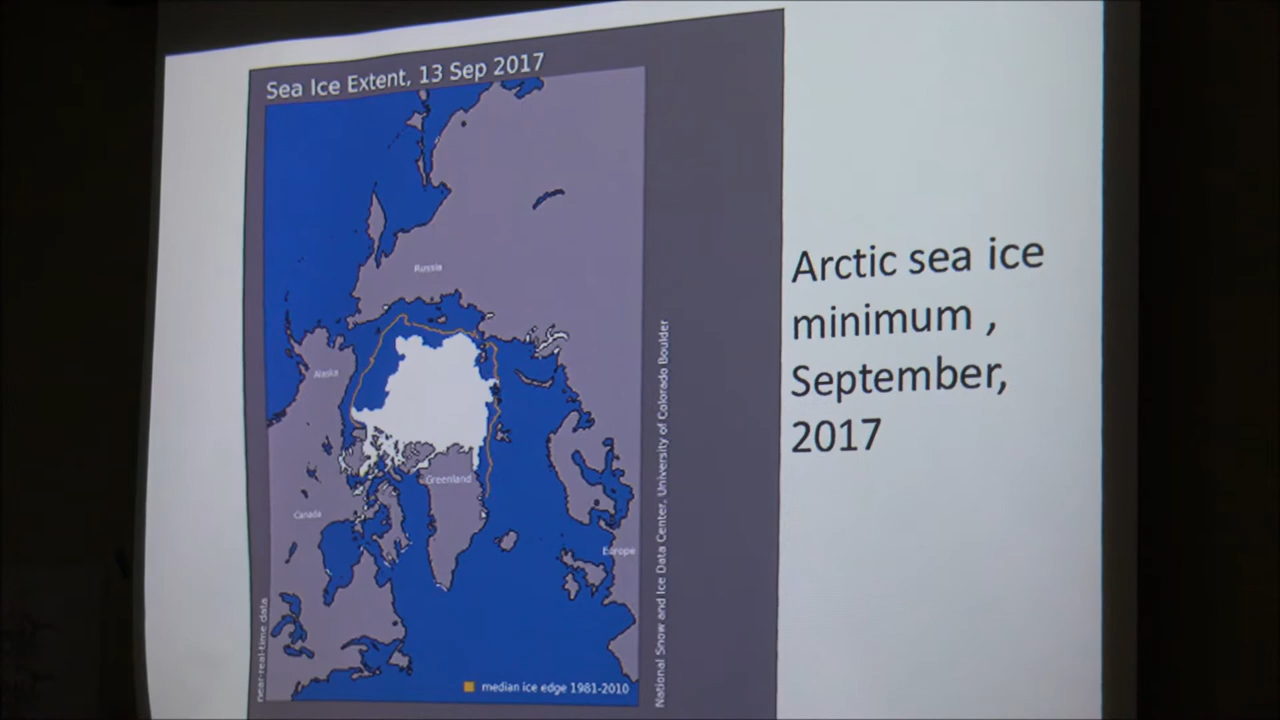 Sea Ice Extent, 13 Sep 2017
Russia
Alaska
Greenland
Canada
Europe
near-real-time data
median ice edge 1981-2010
National Snow and Ice Data Center, University of Colorado Boulder
Arctic sea ice
minimum ,
September,
2017